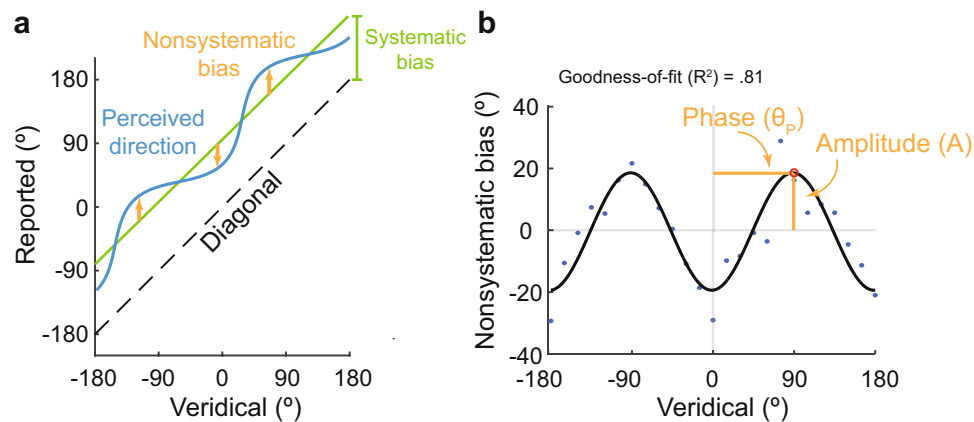 a
Nonsystematic
bias
Systematic
bias
Perceived
direction
Diagonal
Reported (º)
180
90
0
-90
-180
-180 -90 0 90 180
Veridical (º)
b
Goodness-of-fit (R²) = .81
Phase (θP)
Amplitude (A)
Nonsystematic bias (º)
40
20
0
-20
-40
-180 -90 0 90 180
Veridical (º)